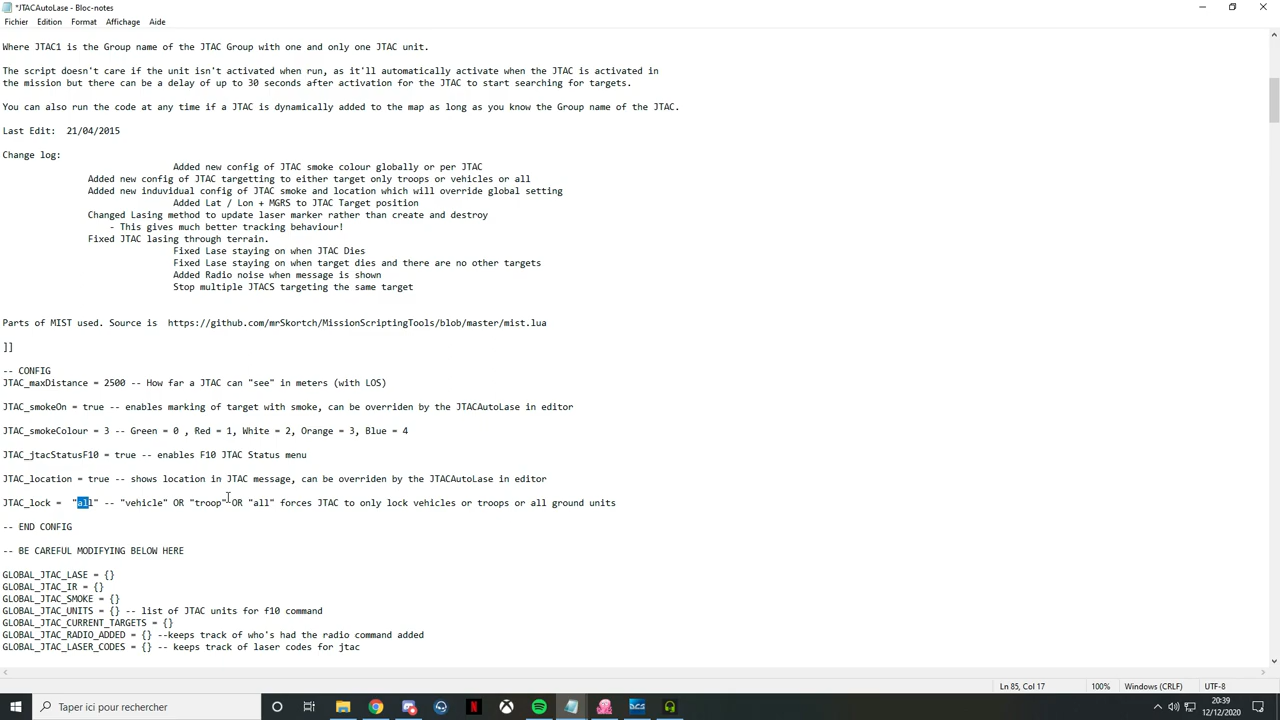 *JTACAutoLase - Bloc-notes
Fichier Edition Format Affichage Aide
Where JTAC1 is the Group name of the JTAC Group with one and only one JTAC unit.
The script doesn't care if the unit isn't activated when run, as it'll automatically activate when the JTAC is activated in
the mission but there can be a delay of up to 30 seconds after activation for the JTAC to start searching for targets.
You can also run the code at any time if a JTAC is dynamically added to the map as long as you know the Group name of the JTAC.
Last Edit: 21/04/2015
Change log:
Added new config of JTAC smoke colour globally or per JTAC
Added new config of JTAC targetting to either target only troops or vehicles or all
Added new induvidual config of JTAC smoke and location which will override global setting
Added Lat / Lon + MGRS to JTAC Target position
Changed Lasing method to update laser marker rather than create and destroy
- This gives much better tracking behaviour!
Fixed JTAC lasing through terrain.
Fixed Lase staying on when JTAC Dies
Fixed Lase staying on when target dies and there are no other targets
Added Radio noise when message is shown
Stop multiple JTACS targeting the same target
Parts of MIST used. Source is https://github.com/mrSkortch/MissionScriptingTools/blob/master/mist.lua
]]
-- CONFIG
JTAC_maxDistance = 2500 -- How far a JTAC can "see" in meters (with LOS)
JTAC_smokeOn = true -- enables marking of target with smoke, can be overriden by the JTACAutoLase in editor
JTAC_smokeColour = 3 -- Green = 0 , Red = 1, White = 2, Orange = 3, Blue = 4
JTAC_jtacStatusF10 = true -- enables F10 JTAC Status menu
JTAC_location = true -- shows location in JTAC message, can be overriden by the JTACAutoLase in editor
JTAC_lock = "all" -- "vehicle" OR "troop" OR "all" forces JTAC to only lock vehicles or troops or all ground units
-- END CONFIG
-- BE CAREFUL MODIFYING BELOW HERE
GLOBAL_JTAC_LASE = {}
GLOBAL_JTAC_IR = {}
GLOBAL_JTAC_SMOKE = {}
GLOBAL_JTAC_UNITS = {} -- list of JTAC units for f10 command
GLOBAL_JTAC_CURRENT_TARGETS = {}
GLOBAL_JTAC_RADIO_ADDED = {} --keeps track of who's had the radio command added
GLOBAL_JTAC_LASER_CODES = {} -- keeps track of laser codes for jtac
Ln 85, Col 17 100% Windows (CRLF) UTF-8
Taper ici pour rechercher
20:39
12/12/2020